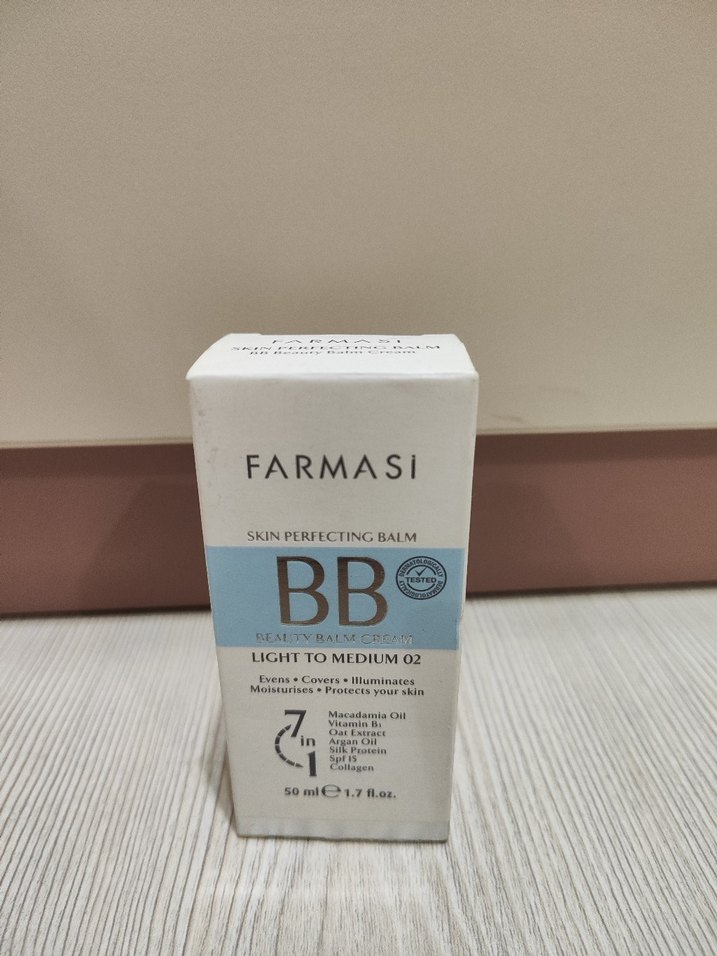 FARMASi
SKIN PERFECTING BALM
BB Beauty Balm Cream
FARMASi
SKIN PERFECTING BALM
BB
DERMATOLOGICALLY
TESTED
DERMATOLOGICALLY
BEAUTY BALM CREAM
LIGHT TO MEDIUM 02
Evens • Covers • Illuminates
Moisturises • Protects your skin
7 in 1
Macadamia Oil
Vitamin B₁
Oat Extract
Argan Oil
Silk Protein
Spf 15
Collagen
50 ml ℮ 1.7 fl.oz.